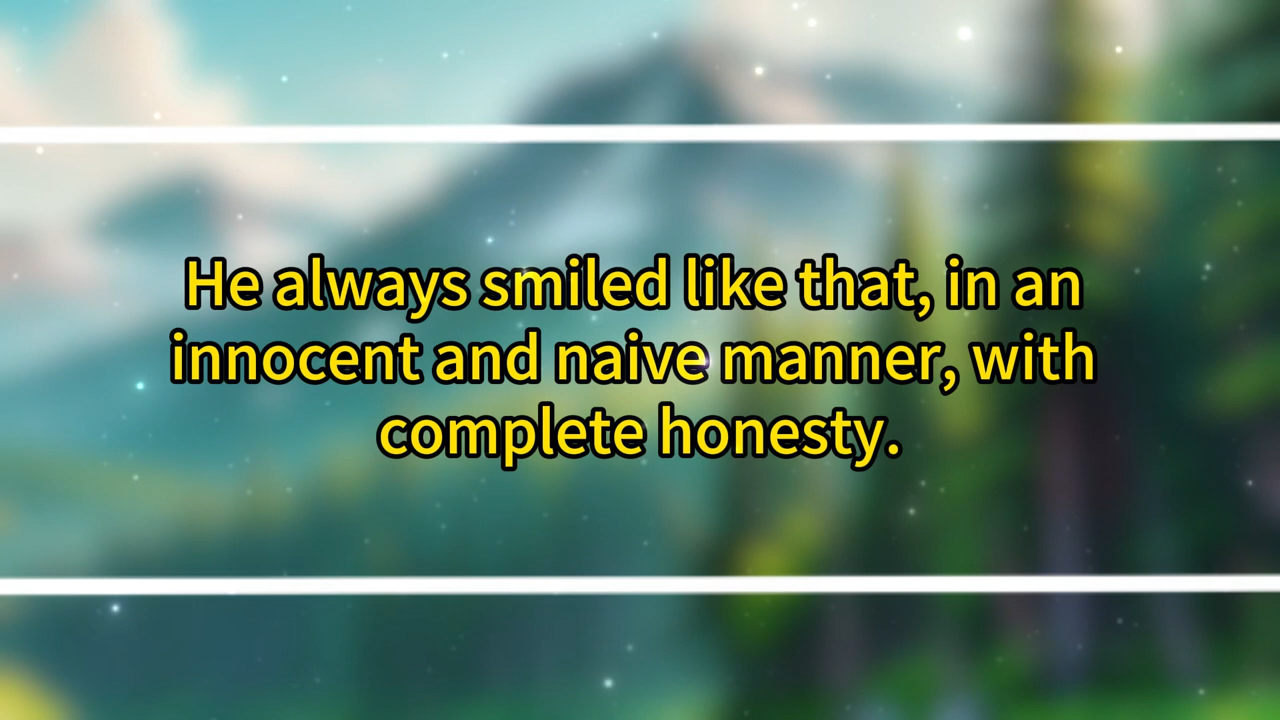 He always smiled like that, in an
innocent and naive manner, with
complete honesty.